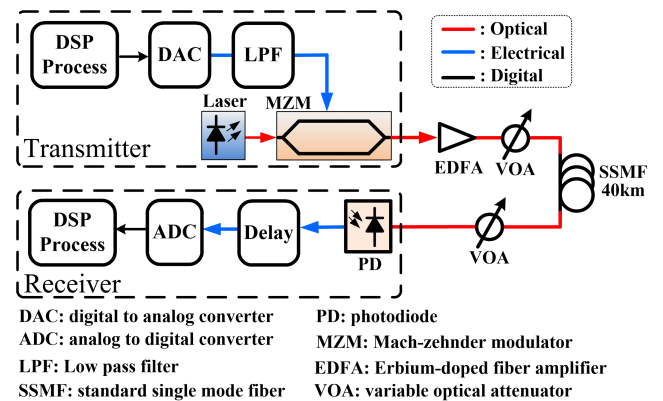 DSP
Process
DAC
LPF
: Optical
: Electrical
: Digital
Laser
MZM
Transmitter
EDFA
VOA
SSMF
40km
DSP
Process
ADC
Delay
PD
VOA
Receiver
DAC: digital to analog converter
PD: photodiode
ADC: analog to digital converter
MZM: Mach-zehnder modulator
LPF: Low pass filter
EDFA: Erbium-doped fiber amplifier
SSMF: standard single mode fiber
VOA: variable optical attenuator